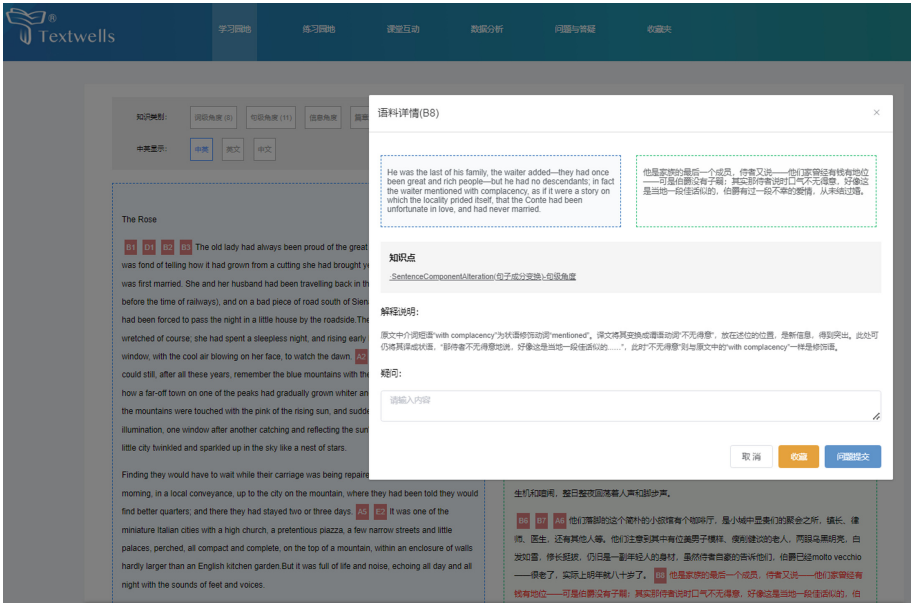 ®
Textwells
学习园地 练习园地 课堂互动 数据分析 问题与答疑 收藏夹
知识类别: 词级角度 (8) 句级角度 (11) 信息角度
中英显示: 中英 英文 中文
The Rose
B1 D1 B2 B3 The old lady had always been proud of the great
was fond of telling how it had grown from a cutting she had brought
was first married. She and her husband had been travelling back in
before the time of railways), and on a bad piece of road south of
had been forced to pass the night in a little house by the roadside.The
wretched of course; she had spent a sleepless night, and rising early
window, with the cool air blowing on her face, to watch the dawn. A2
could still, after all these years, remember the blue mountains with the
how a far-off town on one of the peaks had gradually grown whiter
the mountains were touched with the pink of the rising sun, and
illumination, one window after another catching and reflecting the
little city twinkled and sparkled up in the sky like a nest of stars.
Finding they would have to wait while their carriage was being
morning, in a local conveyance, up to the city on the mountain, where they had been told they would
find better quarters; and there they had stayed two or three days. A5 E2 It was one of the
miniature Italian cities with a high church, a pretentious piazza, a few narrow streets and little
palaces, perched, all compact and complete, on the top of a mountain, within an enclosure of walls
hardly larger than an English kitchen garden.But it was full of life and noise, echoing all day and all
night with the sounds of feet and voices.
语料详情(B8) ×
He was the last of his family, the waiter added—they had once
been great and rich people—but he had no descendants; in fact
the waiter mentioned with complacency, as if it were a story on
which the locality prided itself, that the Conte had been
unfortunate in love, and had never married.
他是家族的最后一个成员，侍者又说——他们家曾经有钱有地位
——可是伯爵没有子嗣；其实那侍者说时口气不无得意，好像这
是当地一段佳话似的，伯爵有过一段不幸的爱情，从未结过婚。
知识点
:SentenceComponentAlteration(句子成分变换)-句级角度
解释说明:
原文中介词短语“with complacency”为状语修饰动词“mentioned”。译文将其变换成谓语动词“不无得意”，放在述位的位置，是新信息，得到突出。此处可
仍将其译成状语，“那侍者不无得意地说，好像这是当地一段佳话似的……”，此时“不无得意”则与原文中的“with complacency”一样是修饰语。
疑问:
请输入内容
取消 收藏 问题提交
生机和喧闹，整日整夜回荡着人声和脚步声。
B6 B7 A6 他们落脚的这个简朴的小旅馆有个咖啡厅，是小城中显要们的聚会之所，镇长、律
师、医生，还有其他人等。他们注意到其中有位美男子模样、瘦削健谈的老人，两眼乌黑明亮，白
发如雪，修长挺拔，仍旧是一副年轻人的身材，虽然侍者自豪的告诉他们，伯爵已经molto vecchio
——很老了，实际上明年就八十岁了。 B8 他是家族的最后一个成员，侍者又说——他们家曾经有
钱有地位——可是伯爵没有子嗣；其实那侍者说时口气不无得意，好像这是当地一段佳话似的，伯